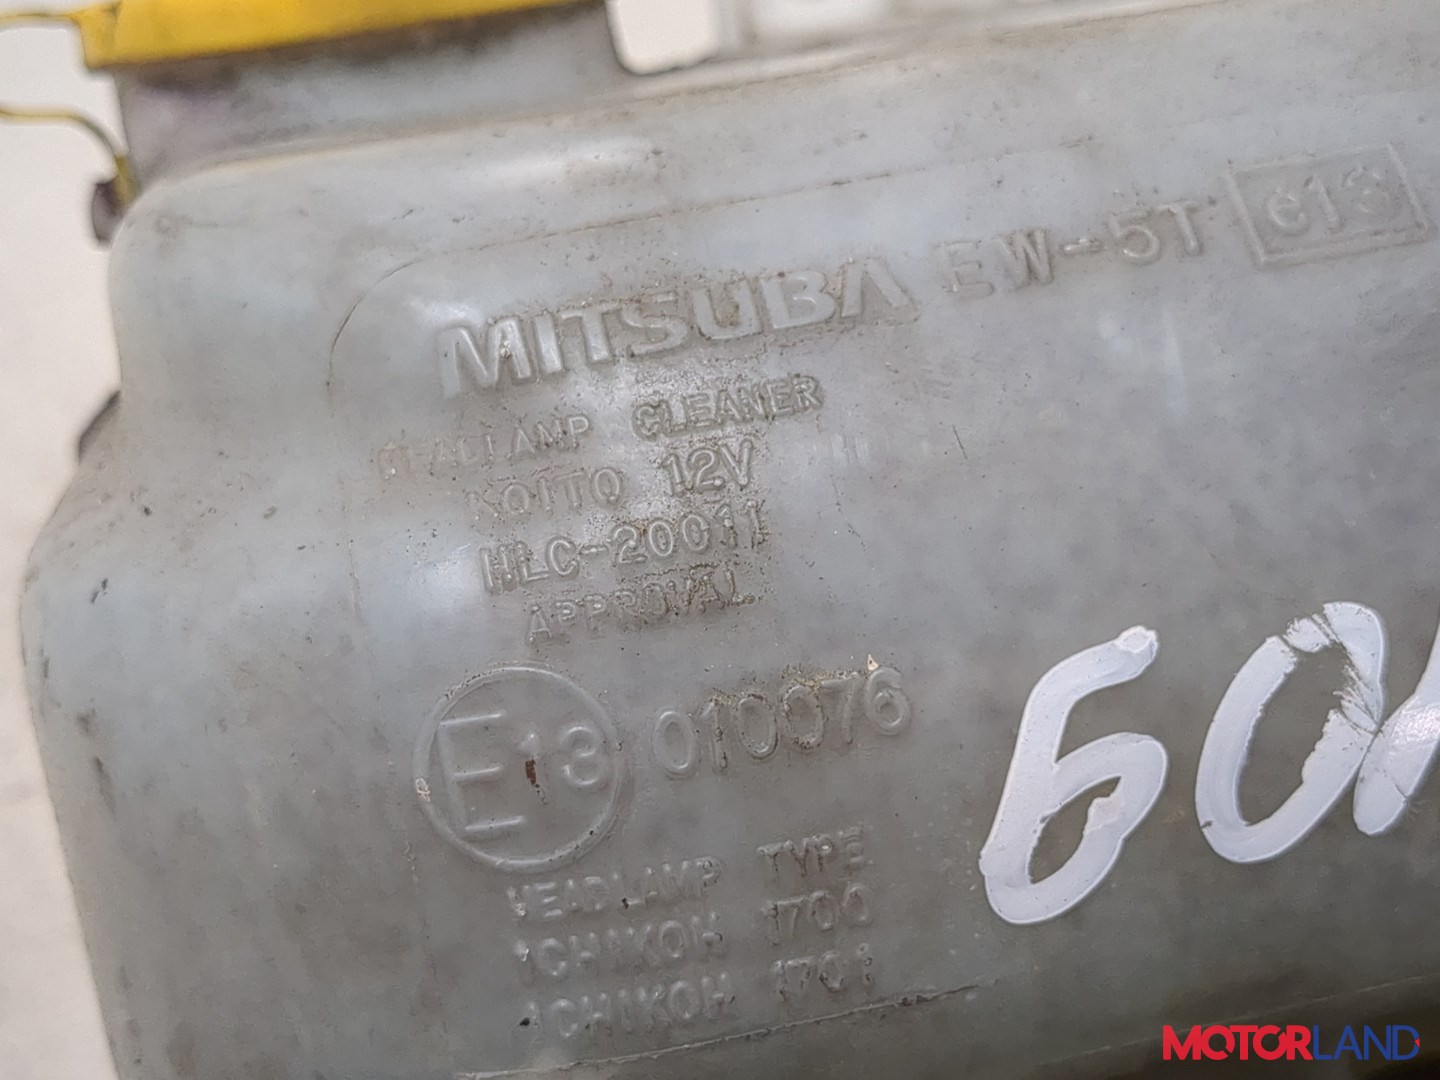 MITSUBA EW-5T e13
HEADLAMP CLEANER
KOITO 12V
HLC-20011
APPROVAL
E13 010076
HEADLAMP TYPE
ICHIKOH 1700
ICHIKOH 1701
MOTORLAND